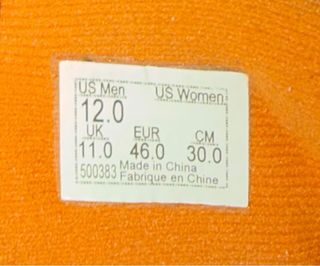 US Men US Women
12.0
UK EUR CM
11.0 46.0 30.0
500383 Made in China
Fabrique en Chine